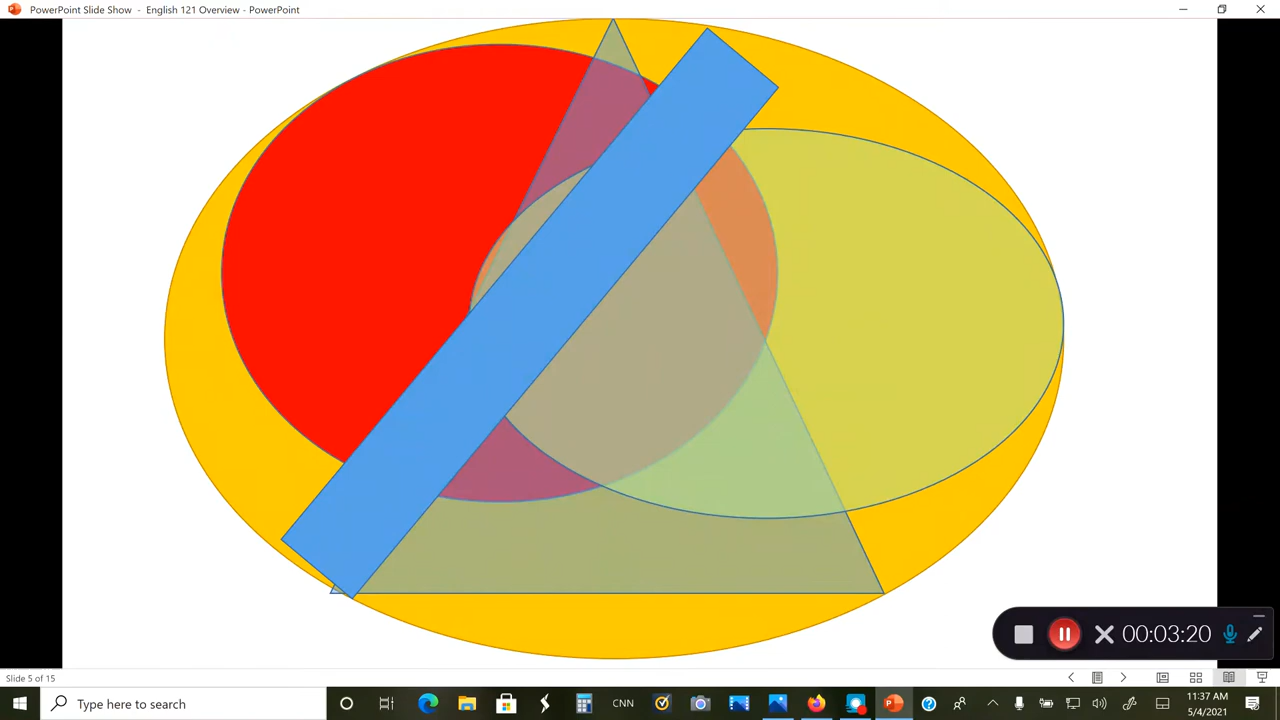 PowerPoint Slide Show - English 121 Overview - PowerPoint
00:03:20
Slide 5 of 15
Type here to search
CNN
11:37 AM
5/4/2021